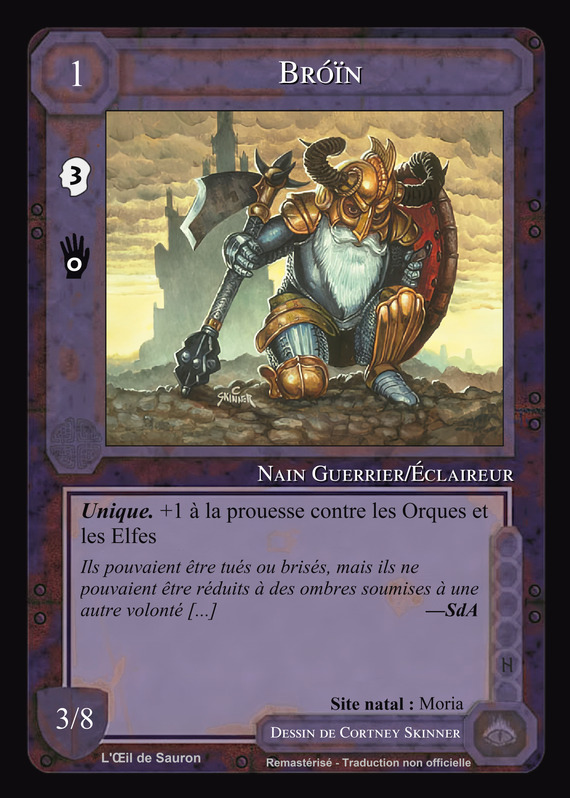 1
BRÓÏN
3
0
C
SKINNER
NAIN GUERRIER/ÉCLAIREUR
Unique. +1 à la prouesse contre les Orques et
les Elfes
Ils pouvaient être tués ou brisés, mais ils ne
pouvaient être réduits à des ombres soumises à une
autre volonté [...] —SdA
Site natal : Moria
3/8
DESSIN DE CORTNEY SKINNER
L'Œil de Sauron
Remastérisé - Traduction non officielle